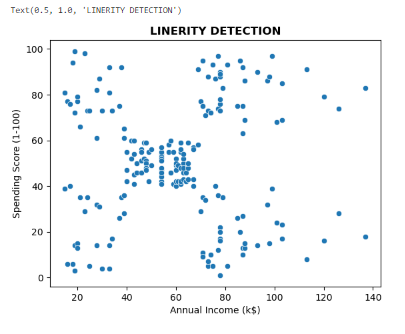 Text(0.5, 1.0, 'LINERITY DETECTION')
LINERITY DETECTION
100
80
60
40
20
0
Spending Score (1-100)
20 40 60 80 100 120 140
Annual Income (k$)